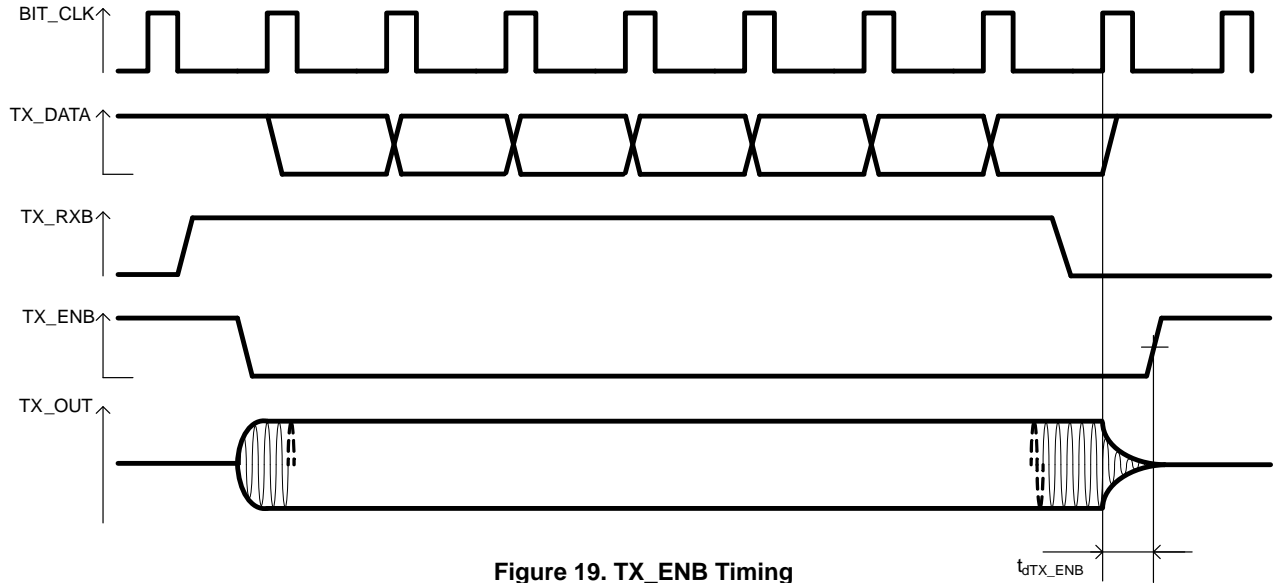 BIT_CLK
TX_DATA
TX_RXB
TX_ENB
TX_OUT
tdTX_ENB
Figure 19. TX_ENB Timing